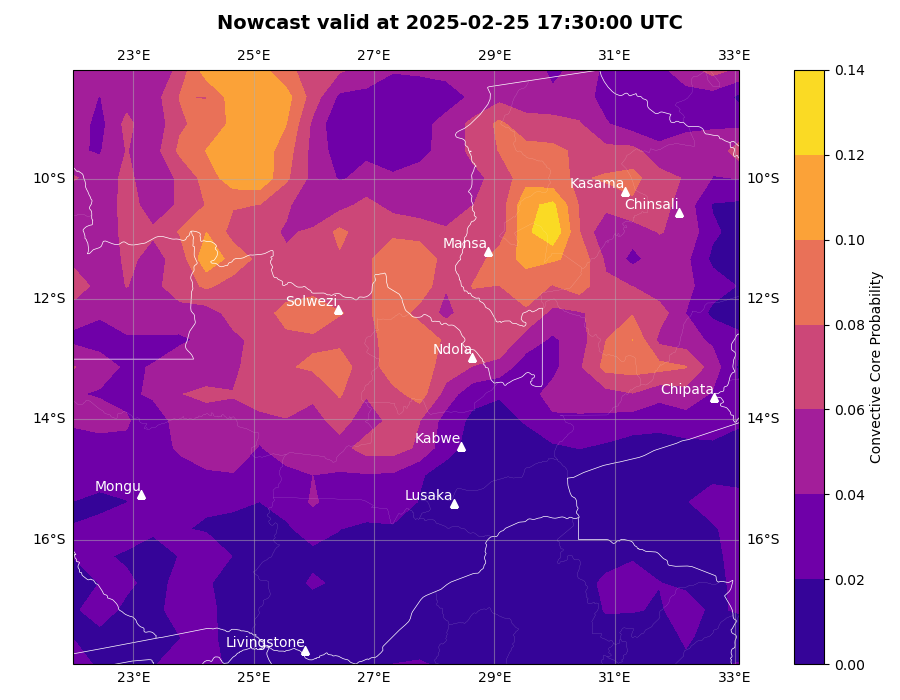 Nowcast valid at 2025-02-25 17:30:00 UTC
23°E 25°E 27°E 29°E 31°E 33°E
0.14
0.12
10°S Kasama 10°S
Chinsali
0.10
Mansa
12°S Solwezi 12°S
0.08
Ndola
Chipata
14°S 14°S
0.06
Kabwe
Mongu Lusaka
0.04
16°S 16°S
0.02
Livingstone
0.00
23°E 25°E 27°E 29°E 31°E 33°E
Convective Core Probability